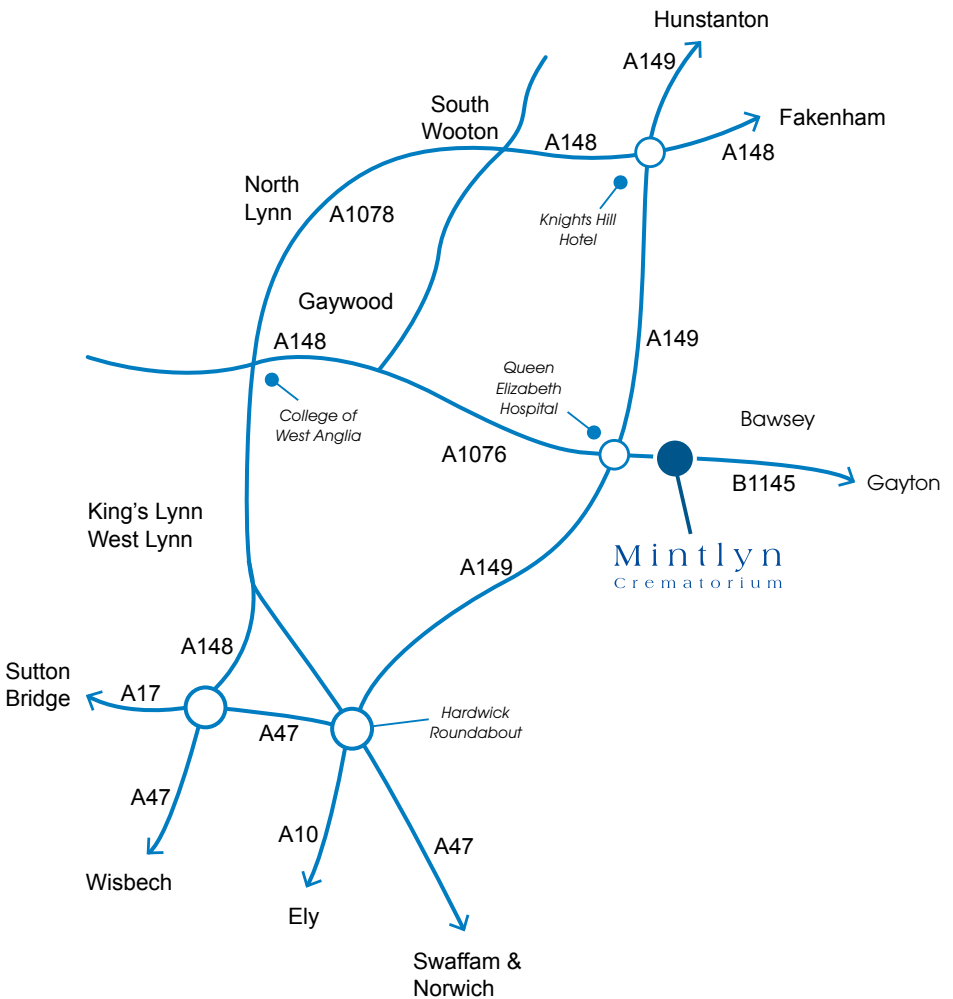 Hunstanton
A149
South
Wooton
A148
Fakenham
A148
North
Lynn
A1078
Knights Hill
Hotel
Gaywood
A148
A149
Queen
Elizabeth
Hospital
College of
West Anglia
Bawsey
A1076
B1145
Gayton
King's Lynn
West Lynn
Mintlyn
Crematorium
A149
A148
Sutton
Bridge
A17
A47
Hardwick
Roundabout
A47
A10
A47
Wisbech
Ely
Swaffam &
Norwich